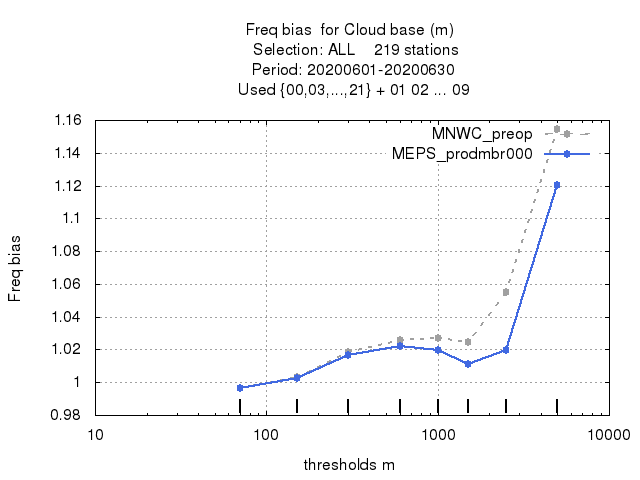 Freq bias  for Cloud base (m)
Selection: ALL    219 stations
Period: 20200601-20200630
Used {00,03,...,21} + 01 02 ... 09
MNWC_preop
MEPS_prodmbr000
1.16
1.14
1.12
1.1
1.08
1.06
1.04
1.02
1
0.98
Freq bias
10
100
1000
10000
thresholds m